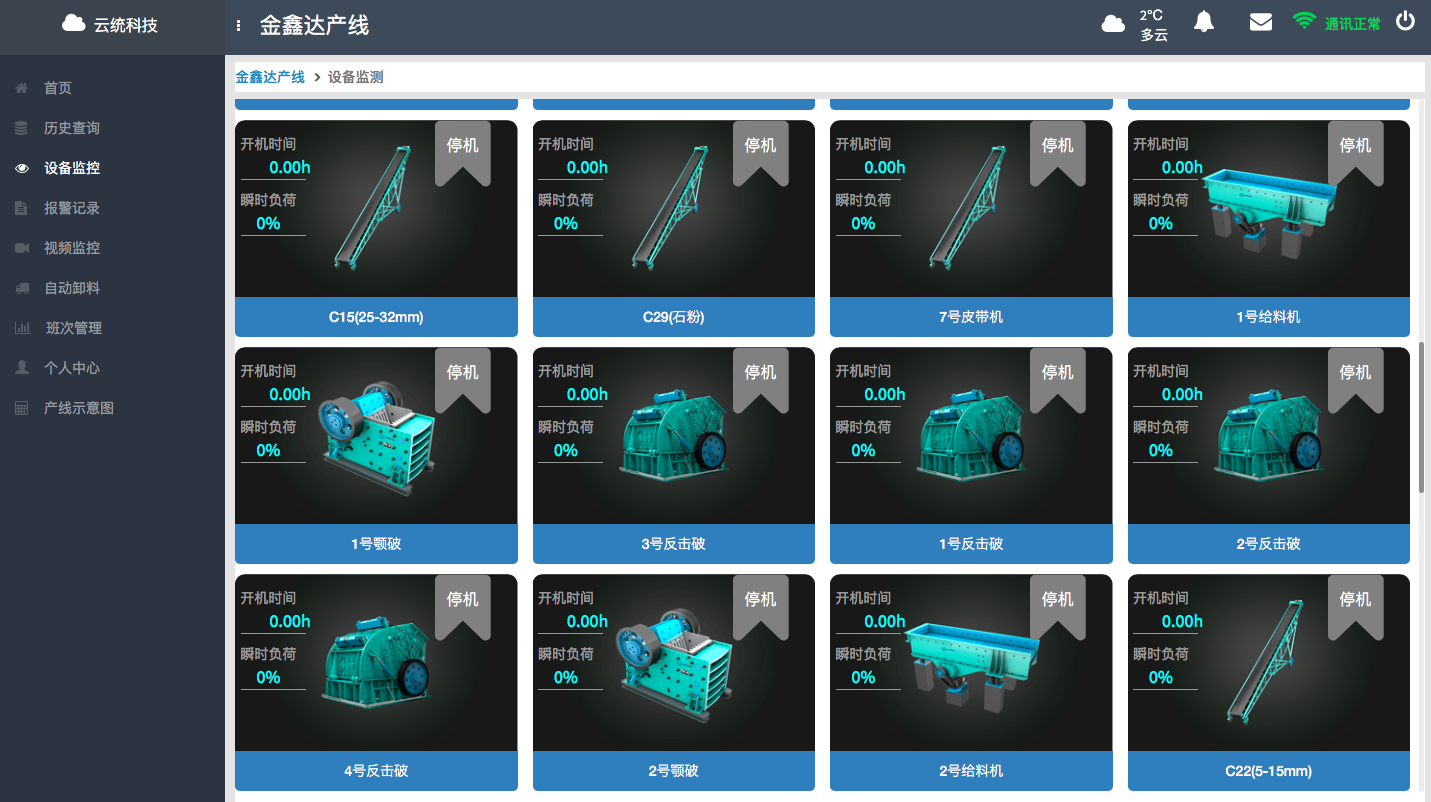 云统科技
金鑫达产线
2°C
多云
通讯正常
首页
历史查询
设备监控
报警记录
视频监控
自动卸料
班次管理
个人中心
产线示意图
金鑫达产线 > 设备监测
开机时间
0.00h
瞬时负荷
0%
停机
C15(25-32mm)
开机时间
0.00h
瞬时负荷
0%
停机
C29(石粉)
开机时间
0.00h
瞬时负荷
0%
停机
7号皮带机
开机时间
0.00h
瞬时负荷
0%
停机
1号给料机
开机时间
0.00h
瞬时负荷
0%
停机
1号颚破
开机时间
0.00h
瞬时负荷
0%
停机
3号反击破
开机时间
0.00h
瞬时负荷
0%
停机
1号反击破
开机时间
0.00h
瞬时负荷
0%
停机
2号反击破
开机时间
0.00h
瞬时负荷
0%
停机
4号反击破
开机时间
0.00h
瞬时负荷
0%
停机
2号颚破
开机时间
0.00h
瞬时负荷
0%
停机
2号给料机
开机时间
0.00h
瞬时负荷
0%
停机
C22(5-15mm)